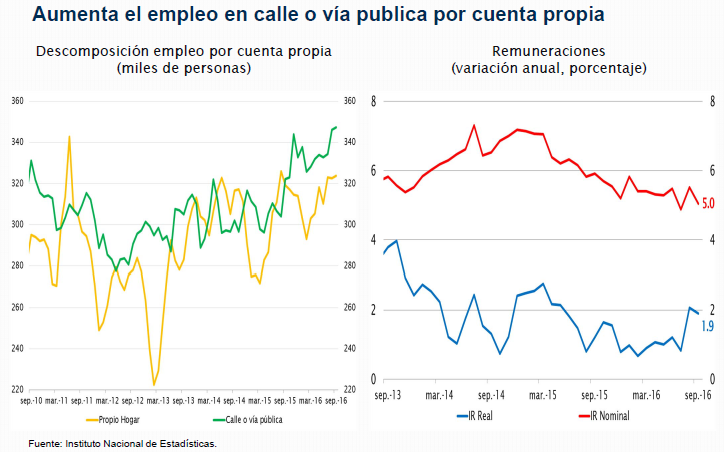 Aumenta el empleo en calle o vía publica por cuenta propia
Descomposición empleo por cuenta propia
(miles de personas)
360
340
320
300
280
260
240
220
360
340
320
300
280
260
240
220
sep.-10 mar.-11 sep.-11 mar.-12 sep.-12 mar.-13 sep.-13 mar.-14 sep.-14 mar.-15 sep.-15 mar.-16 sep.-16
Propio Hogar
Calle o vía pública
Remuneraciones
(variación anual, porcentaje)
8
6
4
2
0
8
6
5.0
4
2
1.9
0
sep.-13 mar.-14 sep.-14 mar.-15 sep.-15 mar.-16 sep.-16
IR Real
IR Nominal
Fuente: Instituto Nacional de Estadísticas.